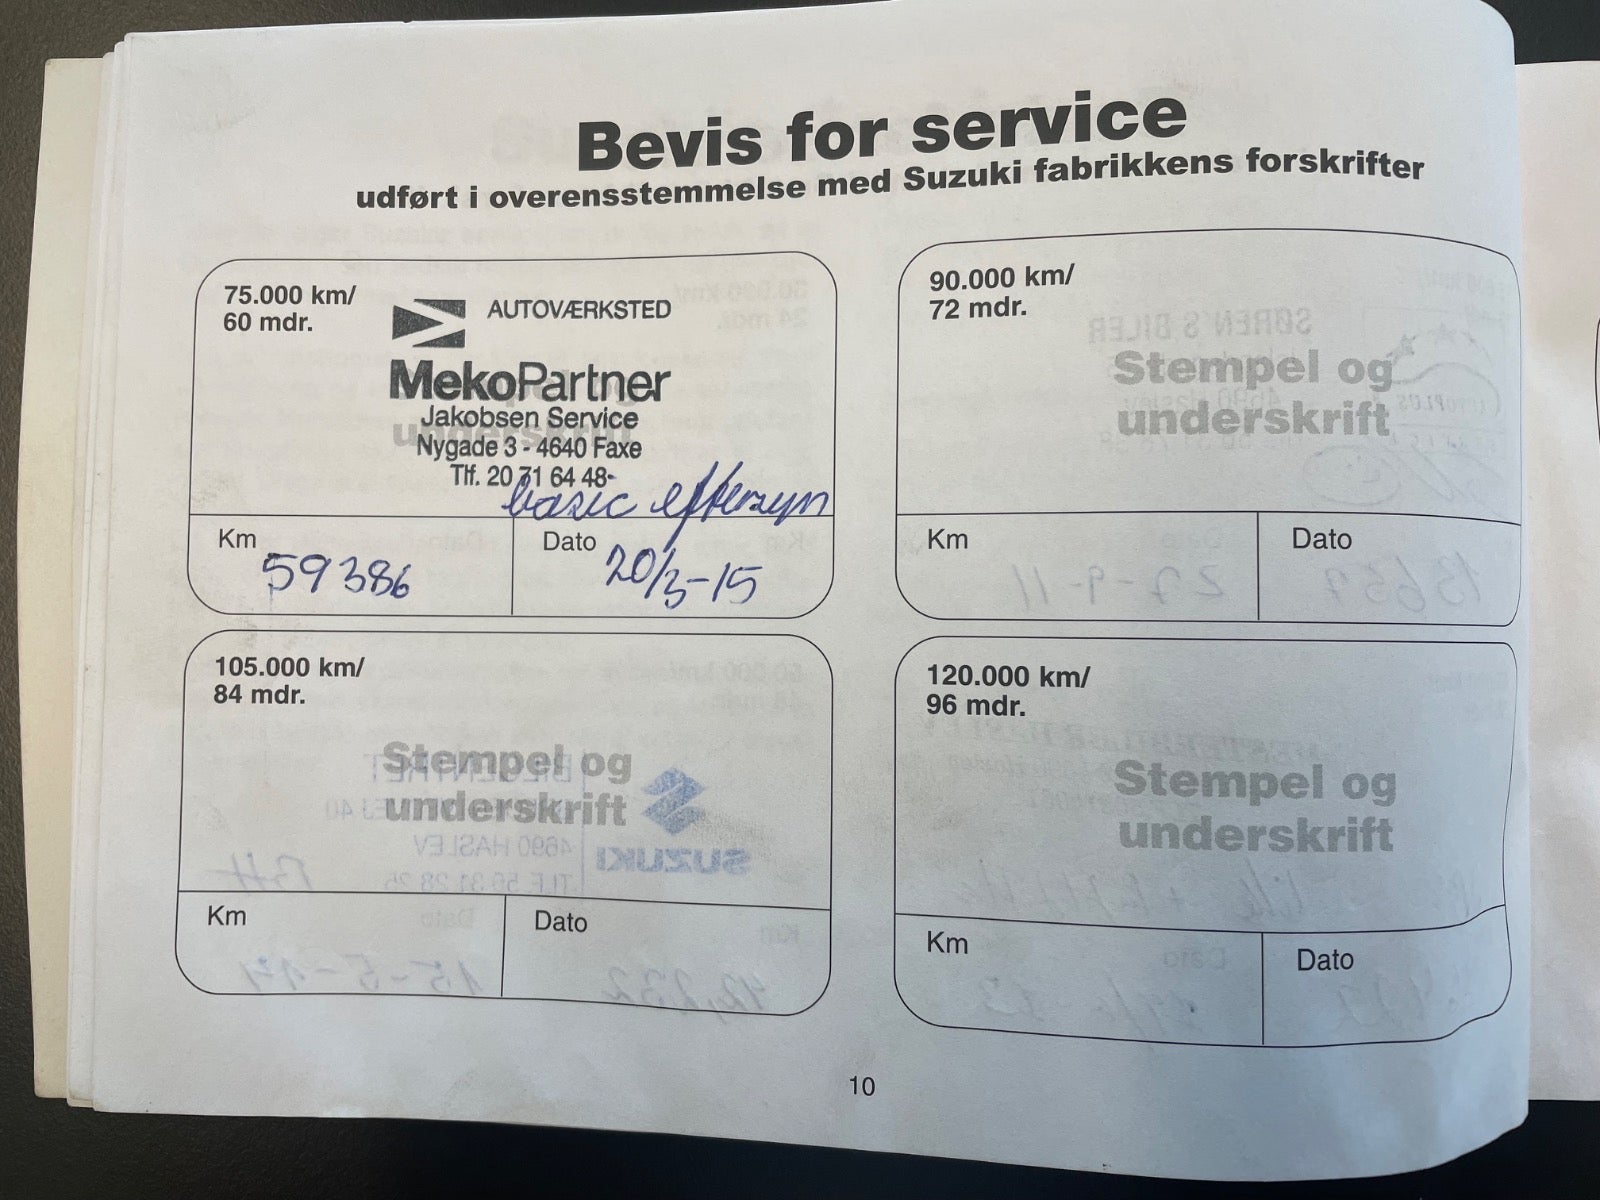 Bevis for service
udført i overensstemmelse med Suzuki fabrikkens forskrifter
75.000 km/
60 mdr.
AUTOVÆRKSTED
MekoPartner
Jakobsen Service
Nygade 3 - 4640 Faxe
Tlf. 20 71 64 48
basic eftersyn
Km
59386
Dato
20/3-15
90.000 km/
72 mdr.
Stempel og
underskrift
Km
Dato
105.000 km/
84 mdr.
Stempel og
underskrift
Km
Dato
120.000 km/
96 mdr.
Stempel og
underskrift
Km
Dato
10